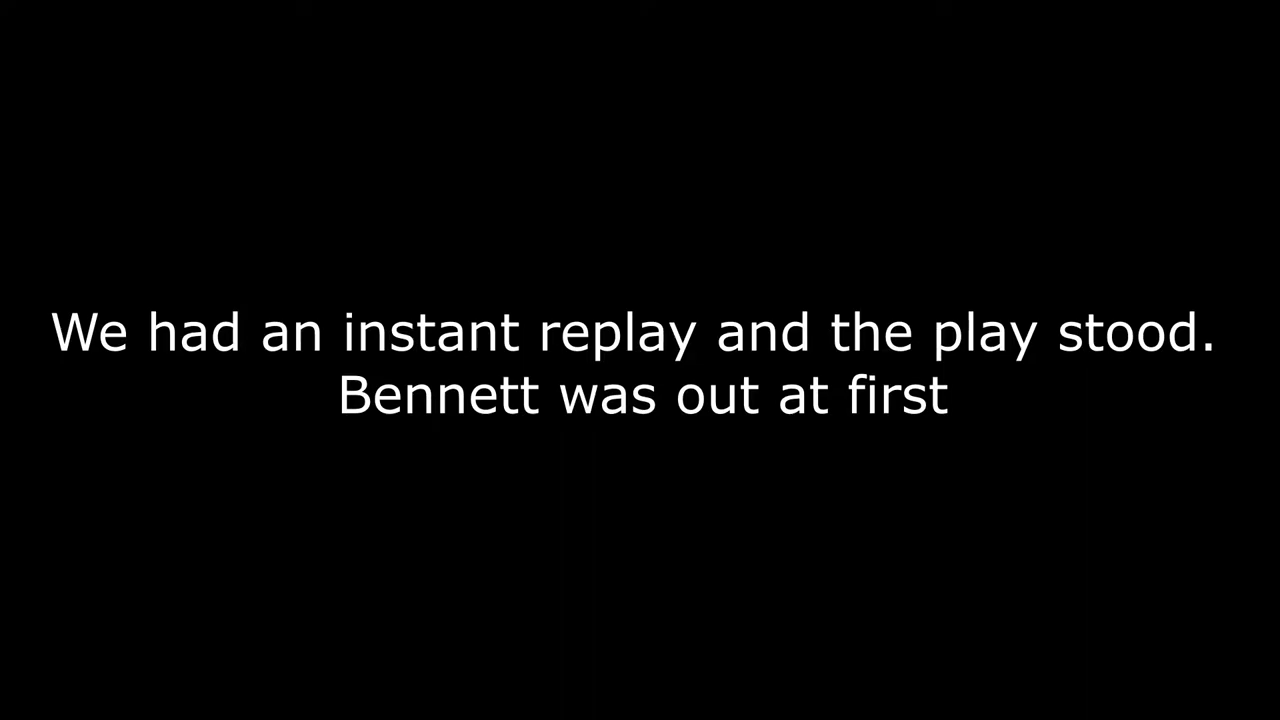 We had an instant replay and the play stood.
Bennett was out at first